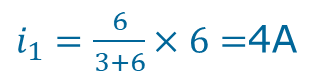 i₁ = 6/(3+6) × 6 =4A